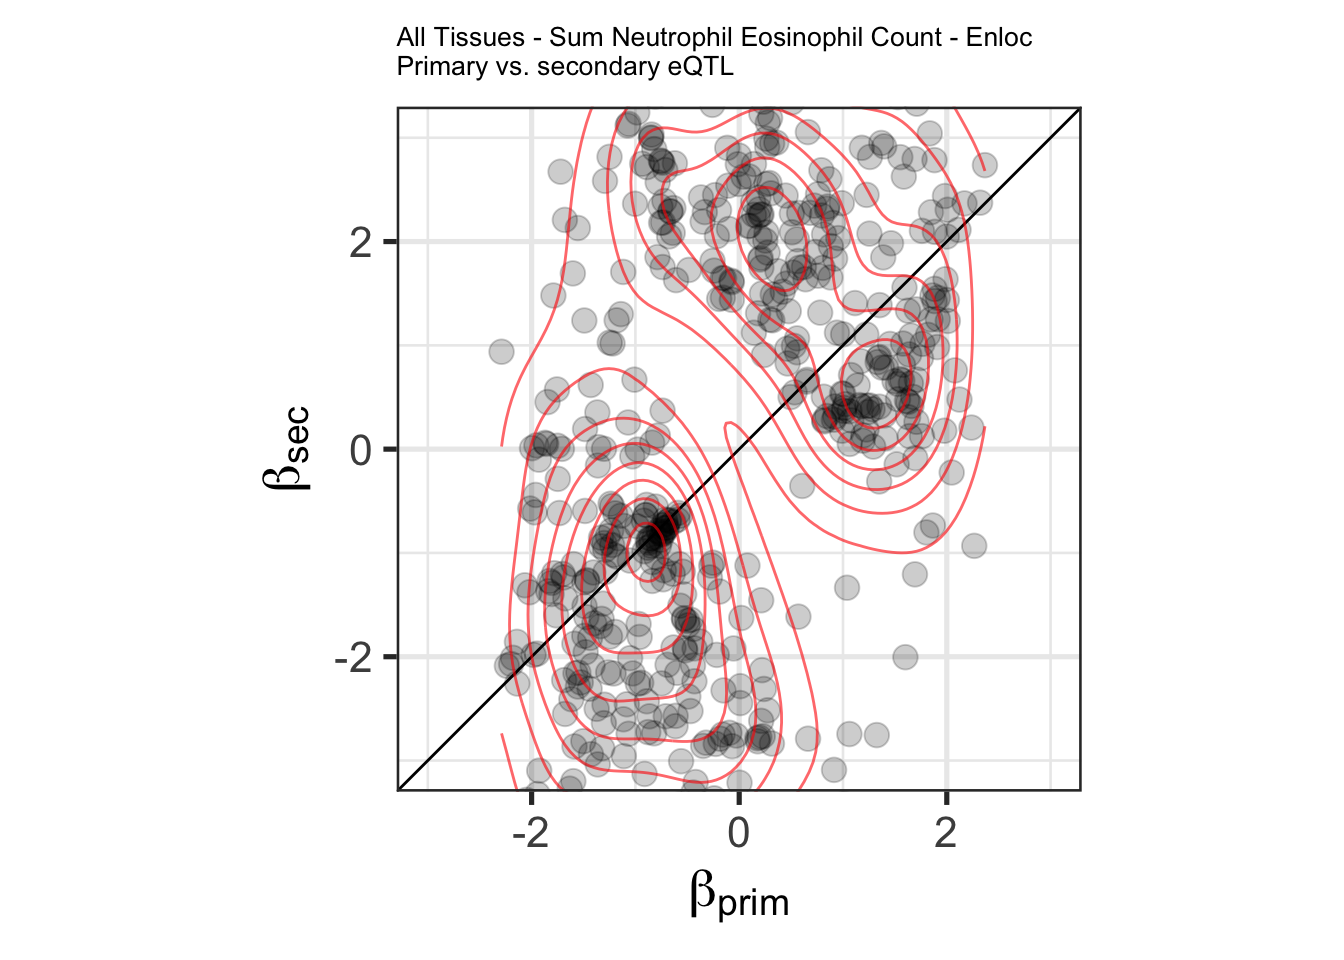 All Tissues - Sum Neutrophil Eosinophil Count - Enloc
Primary vs. secondary eQTL
2
0
-2
βsec
-2 0 2
βprim